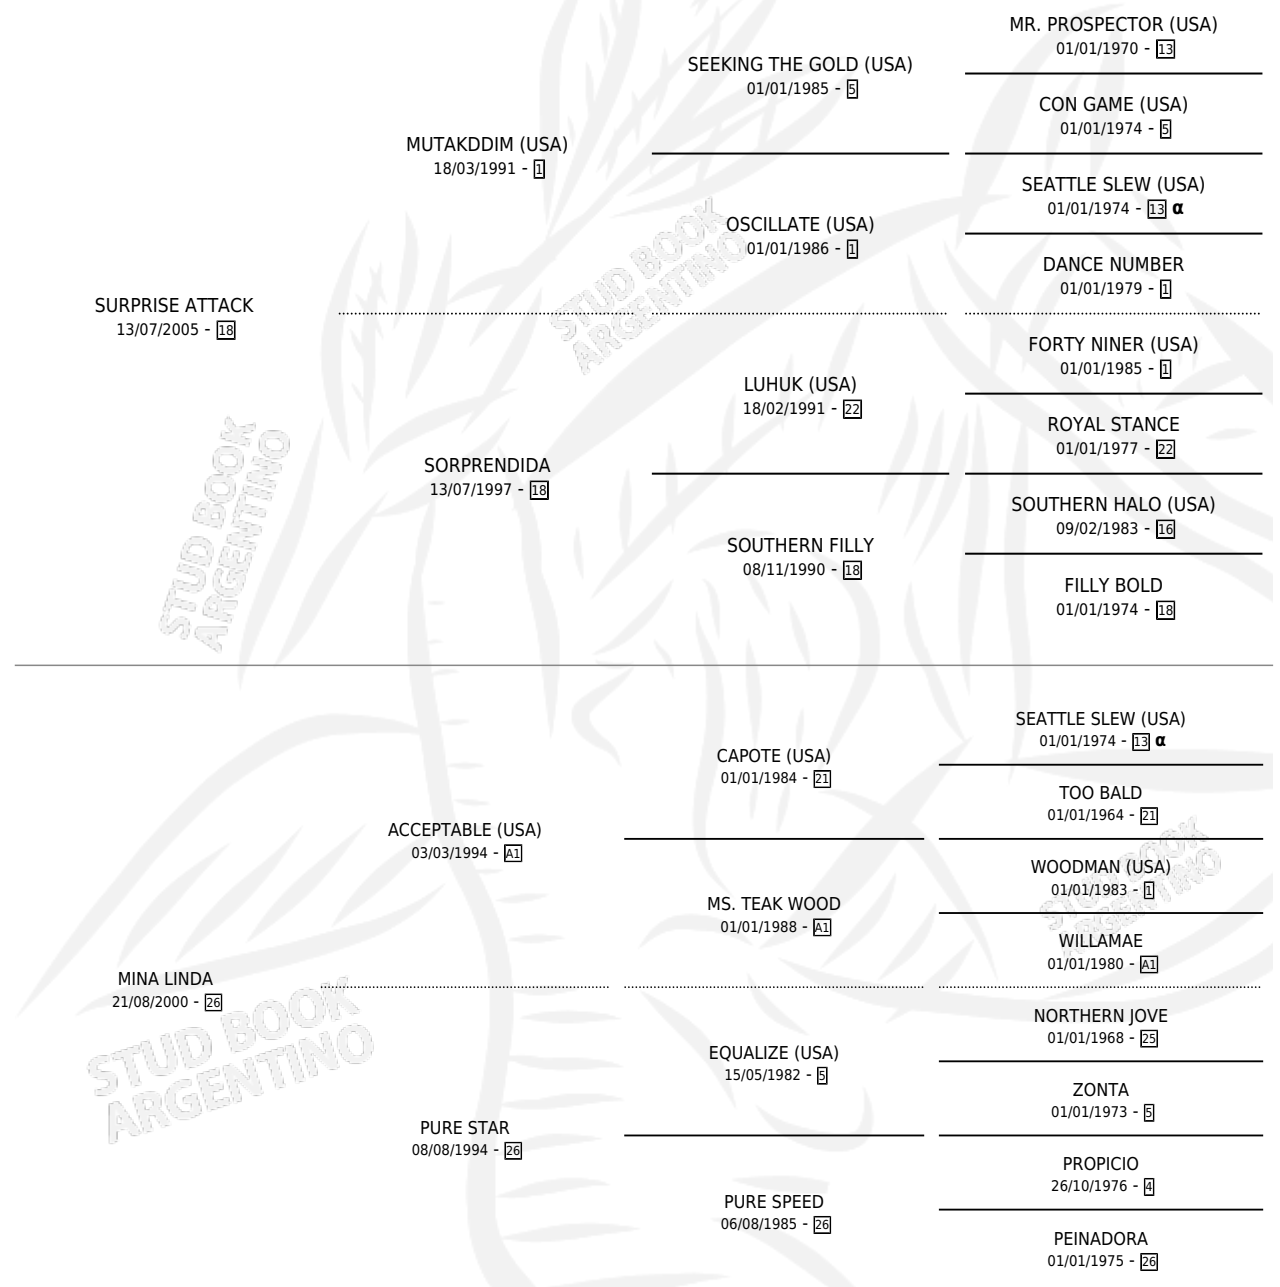 MR. PROSPECTOR (USA)
01/01/1970 - 13
SEEKING THE GOLD (USA)
01/01/1985 - 5
CON GAME (USA)
01/01/1974 - 5
MUTAKDDIM (USA)
18/03/1991 - 1
SEATTLE SLEW (USA)
01/01/1974 - 13 α
OSCILLATE (USA)
01/01/1986 - 1
DANCE NUMBER
01/01/1979 - 1
SURPRISE ATTACK
13/07/2005 - 18
FORTY NINER (USA)
01/01/1985 - 1
LUHUK (USA)
18/02/1991 - 22
ROYAL STANCE
01/01/1977 - 22
SORPRENDIDA
13/07/1997 - 18
SOUTHERN HALO (USA)
09/02/1983 - 16
SOUTHERN FILLY
08/11/1990 - 18
FILLY BOLD
01/01/1974 - 18
STUD BOOK
ARGENTINO
STUD BOOK
ARGENTINO
SEATTLE SLEW (USA)
01/01/1974 - 13 α
CAPOTE (USA)
01/01/1984 - 21
TOO BALD
01/01/1964 - 21
ACCEPTABLE (USA)
03/03/1994 - A1
WOODMAN (USA)
01/01/1983 - 1
MS. TEAK WOOD
01/01/1988 - A1
WILLAMAE
01/01/1980 - A1
MINA LINDA
21/08/2000 - 26
NORTHERN JOVE
01/01/1968 - 25
EQUALIZE (USA)
15/05/1982 - 5
ZONTA
01/01/1973 - 5
PURE STAR
08/08/1994 - 26
PROPICIO
26/10/1976 - 4
PURE SPEED
06/08/1985 - 26
PEINADORA
01/01/1975 - 26
STUD BOOK
ARGENTINO
STUD BOOK
ARGENTINO